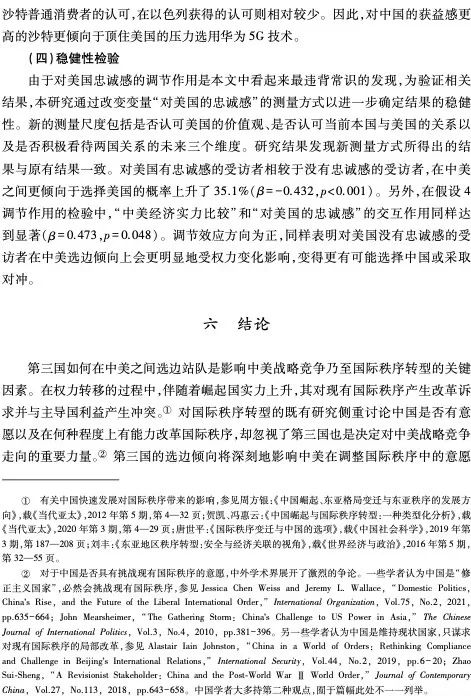 沙特普通消费者的认可,在以色列获得的认可则相对较少。因此,对中国的获益感更
高的沙特更倾向于顶住美国的压力选用华为 5G 技术。
(四)稳健性检验
由于对美国忠诚感的调节作用是本文中看起来最违背常识的发现,为验证相关
结果,本研究通过改变变量“对美国的忠诚感”的测量方式以进一步确定结果的稳健
性。新的测量尺度包括是否认可美国的价值观、是否认可当前本国与美国的关系以
及是否积极看待两国关系的未来三个维度。研究结果发现新测量方式所得出的结
果与原有结果一致。对美国有忠诚感的受访者相较于没有忠诚感的受访者,在中美
之间更倾向于选择美国的概率上升了 35.1%(β=-0.432,p<0.001)。另外,在假设 4
调节作用的检验中,“中美经济实力比较”和“对美国的忠诚感”的交互作用同样达
到显著(β=0.473,p=0.048)。调节效应方向为正,同样表明对美国没有忠诚感的受
访者在中美选边倾向上会更明显地受权力变化影响,变得更有可能选择中国或采取
对冲。
六 结论
第三国如何在中美之间选边站队是影响中美战略竞争乃至国际秩序转型的关键
因素。在权力转移的过程中,伴随着崛起国实力上升,其对现有国际秩序产生改革诉
求并与主导国利益产生冲突。① 对国际秩序转型的既有研究侧重讨论中国是否有意
愿以及在何种程度上有能力改革国际秩序,却忽视了第三国也是决定对中美战略竞争
走向的重要力量。② 第三国的选边倾向将深刻地影响中美在调整国际秩序中的意愿
① 有关中国快速发展对国际秩序带来的影响,参见周方银:《中国崛起、东亚格局变迁与东亚秩序的发展方
向》,载《当代亚太》,2012 年第 5 期,第 4—32 页;贺凯、冯惠云:《中国崛起与国际秩序转型:一种类型化分析》,载
《当代亚太》,2020 年第 3 期,第 4—29 页;唐世平:《国际秩序变迁与中国的选项》,载《中国社会科学》,2019 年第
3 期,第 187—208 页;刘丰:《东亚地区秩序转型:安全与经济关联的视角》,载《世界经济与政治》,2016 年第 5 期,
第 32—55 页。
② 对于中国是否具有挑战现有国际秩序的意愿,中外学术界展开了激烈的争论。一些学者认为中国是“修
正主义国家”,必然会挑战现有国际秩序,参见 Jessica Chen Weiss and Jeremy L. Wallace, “Domestic Politics,
China's Rise, and the Future of the Liberal International Order,” International Organization, Vol.75, No.2, 2021,
pp.635-664; John Mearsheimer, “The Gathering Storm: China's Challenge to US Power in Asia,” The Chinese
Journal of International Politics, Vol.3, No.4, 2010, pp.381-396。另一些学者认为中国是维持现状国家,只谋求
对现有国际秩序的局部改革,参见 Alastair Iain Johnston, “China in a World of Orders: Rethinking Compliance
and Challenge in Beijing's International Relations,” International Security, Vol.44, No.2, 2019, pp.6-20; Zhao
Sui-Sheng, “A Revisionist Stakeholder: China and the Post-World War Ⅱ World Order,” Journal of Contemporary
China, Vol.27, No.113, 2018, pp.643-658。中国学者大多持第二种观点,囿于篇幅此处不一一列举。